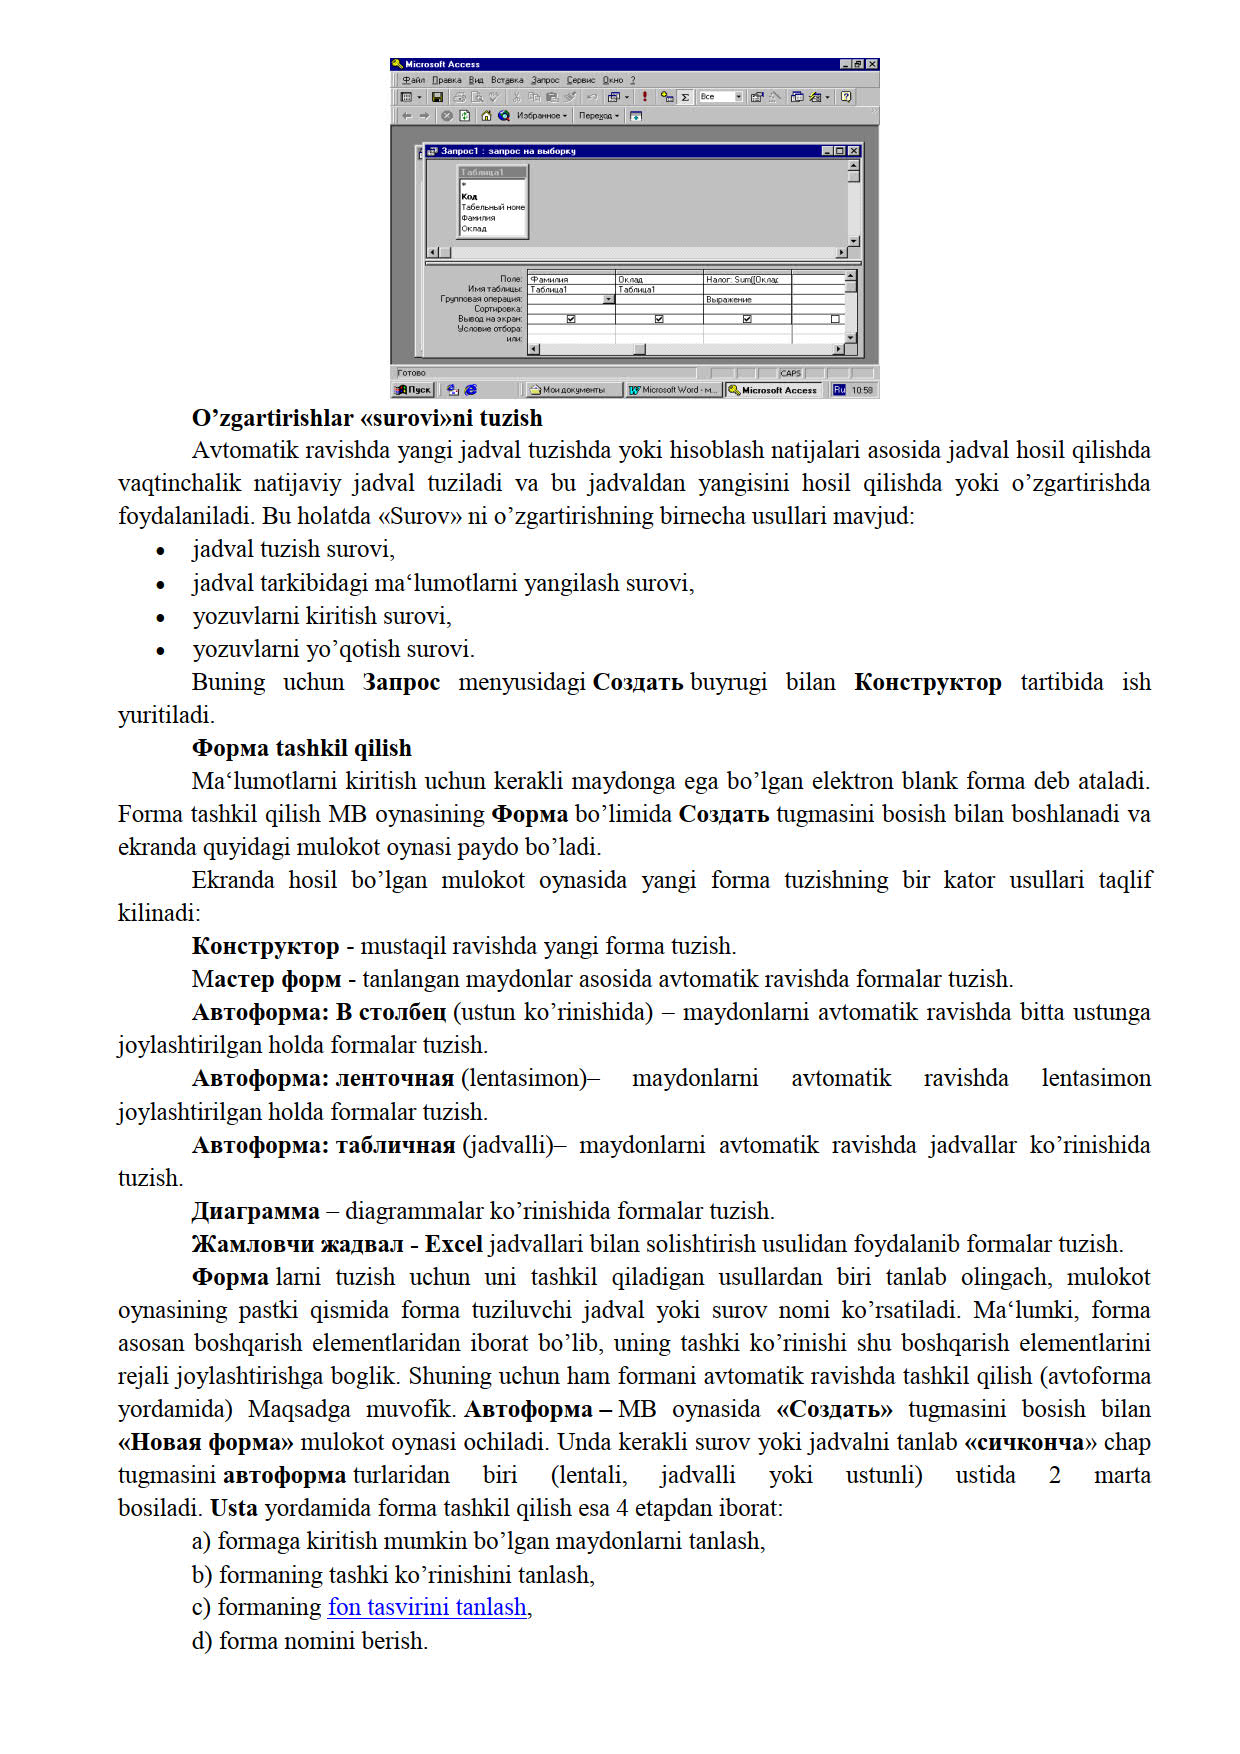 Microsoft Access
Файл Правка Вид Вставка Запрос Сервис Окно ?
Все
Избранное Переход
Запрос1 : запрос на выборку
Таблица1
*
Код
Табельный номе
Фамилия
Оклад
Поле: Фамилия Оклад Налог: Sum([Оклад
Имя таблицы: Таблица1 Таблица1
Групповая операция: Выражение
Сортировка:
Вывод на экран:
Условие отбора:
или:
Готово CAPS
Пуск Мои документы Microsoft Word - м... Microsoft Access Ru 10:58
O’zgartirishlar «surovi»ni tuzish
Avtomatik ravishda yangi jadval tuzishda yoki hisoblash natijalari asosida jadval hosil qilishda
vaqtinchalik natijaviy jadval tuziladi va bu jadvaldan yangisini hosil qilishda yoki o’zgartirishda
foydalaniladi. Bu holatda «Surov» ni o’zgartirishning birnecha usullari mavjud:
• jadval tuzish surovi,
• jadval tarkibidagi ma‘lumotlarni yangilash surovi,
• yozuvlarni kiritish surovi,
• yozuvlarni yo’qotish surovi.
Buning uchun Запрос menyusidagi Создать buyrugi bilan Конструктор tartibida ish
yuritiladi.
Форма tashkil qilish
Ma‘lumotlarni kiritish uchun kerakli maydonga ega bo’lgan elektron blank forma deb ataladi.
Forma tashkil qilish MB oynasining Форма bo’limida Создать tugmasini bosish bilan boshlanadi va
ekranda quyidagi mulokot oynasi paydo bo’ladi.
Ekranda hosil bo’lgan mulokot oynasida yangi forma tuzishning bir kator usullari taqlif
kilinadi:
Конструктор - mustaqil ravishda yangi forma tuzish.
Мастер форм - tanlangan maydonlar asosida avtomatik ravishda formalar tuzish.
Автоформа: В столбец (ustun ko’rinishida) – maydonlarni avtomatik ravishda bitta ustunga
joylashtirilgan holda formalar tuzish.
Автоформа: ленточная (lentasimon)– maydonlarni avtomatik ravishda lentasimon
joylashtirilgan holda formalar tuzish.
Автоформа: табличная (jadvalli)– maydonlarni avtomatik ravishda jadvallar ko’rinishida
tuzish.
Диаграмма – diagrammalar ko’rinishida formalar tuzish.
Жамловчи жадвал - Excel jadvallari bilan solishtirish usulidan foydalanib formalar tuzish.
Форма larni tuzish uchun uni tashkil qiladigan usullardan biri tanlab olingach, mulokot
oynasining pastki qismida forma tuziluvchi jadval yoki surov nomi ko’rsatiladi. Ma‘lumki, forma
asosan boshqarish elementlaridan iborat bo’lib, uning tashki ko’rinishi shu boshqarish elementlarini
rejali joylashtirishga boglik. Shuning uchun ham formani avtomatik ravishda tashkil qilish (avtoforma
yordamida) Maqsadga muvofik. Автоформа – MB oynasida «Создать» tugmasini bosish bilan
«Новая форма» mulokot oynasi ochiladi. Unda kerakli surov yoki jadvalni tanlab «сичконча» chap
tugmasini автоформа turlaridan biri (lentali, jadvalli yoki ustunli) ustida 2 marta
bosiladi. Usta yordamida forma tashkil qilish esa 4 etapdan iborat:
a) formaga kiritish mumkin bo’lgan maydonlarni tanlash,
b) formaning tashki ko’rinishini tanlash,
c) formaning fon tasvirini tanlash,
d) forma nomini berish.